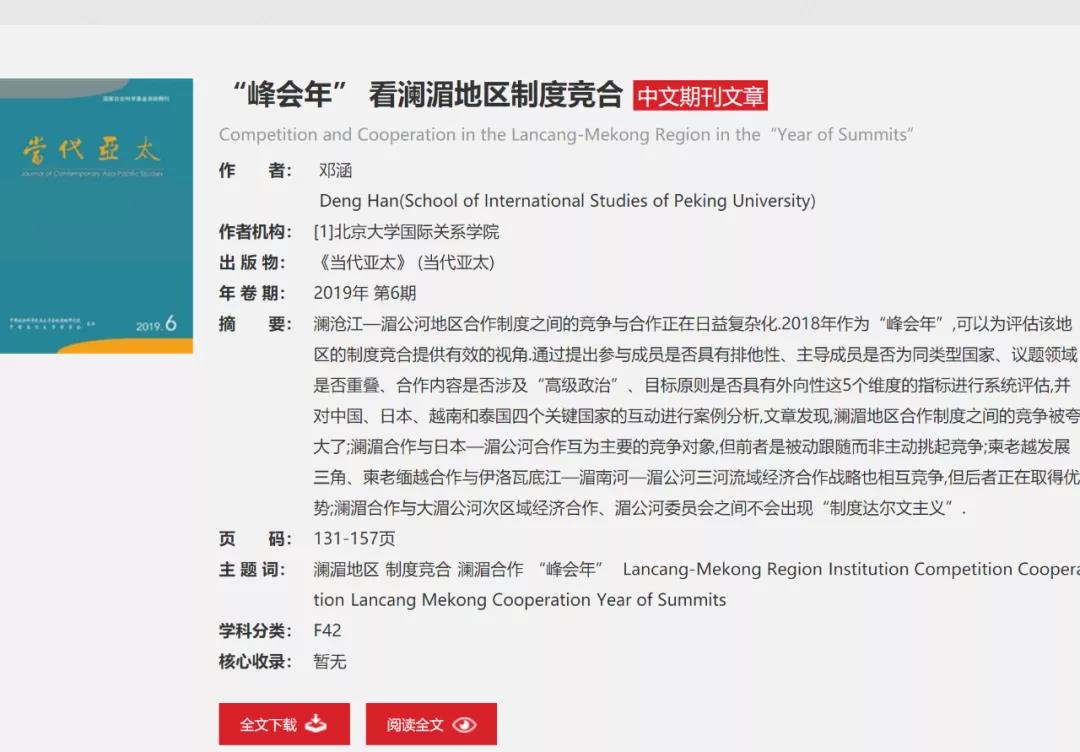 當代亞太
Journal of Contemporary Asia-Pacific Studies
2019.6
“峰会年” 看澜湄地区制度竞合 中文期刊文章
Competition and Cooperation in the Lancang-Mekong Region in the “Year of Summits”
作 者： 邓涵
Deng Han(School of International Studies of Peking University)
作者机构： [1]北京大学国际关系学院
出 版 物： 《当代亚太》 (当代亚太)
年 卷 期： 2019年 第6期
摘 要： 澜沧江—湄公河地区合作制度之间的竞争与合作正在日益复杂化.2018年作为“峰会年”,可以为评估该地
区的制度竞合提供有效的视角.通过提出参与成员是否具有排他性、主导成员是否为同类型国家、议题领域
是否重叠、合作内容是否涉及“高级政治”、目标原则是否具有外向性这5个维度的指标进行系统评估,并
对中国、日本、越南和泰国四个关键国家的互动进行案例分析,文章发现,澜湄地区合作制度之间的竞争被夸
大了;澜湄合作与日本—湄公河合作互为主要的竞争对象,但前者是被动跟随而非主动挑起竞争;柬老越发展
三角、柬老缅越合作与伊洛瓦底江—湄南河—湄公河三河流域经济合作战略也相互竞争,但后者正在取得优
势;澜湄合作与大湄公河次区域经济合作、湄公河委员会之间不会出现“制度达尔文主义”.
页 码： 131-157页
主 题 词： 澜湄地区 制度竞合 澜湄合作 “峰会年” Lancang-Mekong Region Institution Competition Coopera
tion Lancang Mekong Cooperation Year of Summits
学科分类： F42
核心收录： 暂无
全文下载 阅读全文